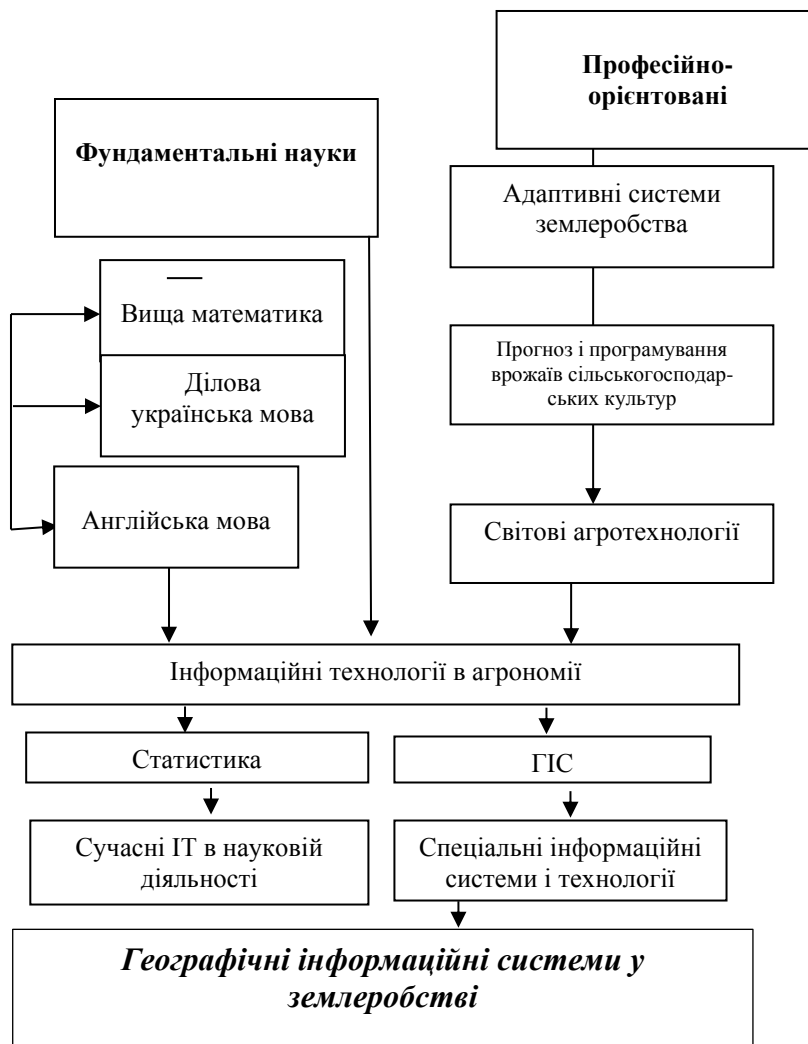 Професійно-
орієнтовані
Фундаментальні науки
Адаптивні системи
землеробства
Вища математика
Прогноз і програмування
врожаїв сільськогосподар-
ських культур
Ділова
українська мова
Англійська мова
Світові агротехнології
Інформаційні технології в агрономії
Статистика
ГІС
Сучасні ІТ в науковій
діяльності
Спеціальні інформаційні
системи і технології
Географічні інформаційні системи у
землеробстві